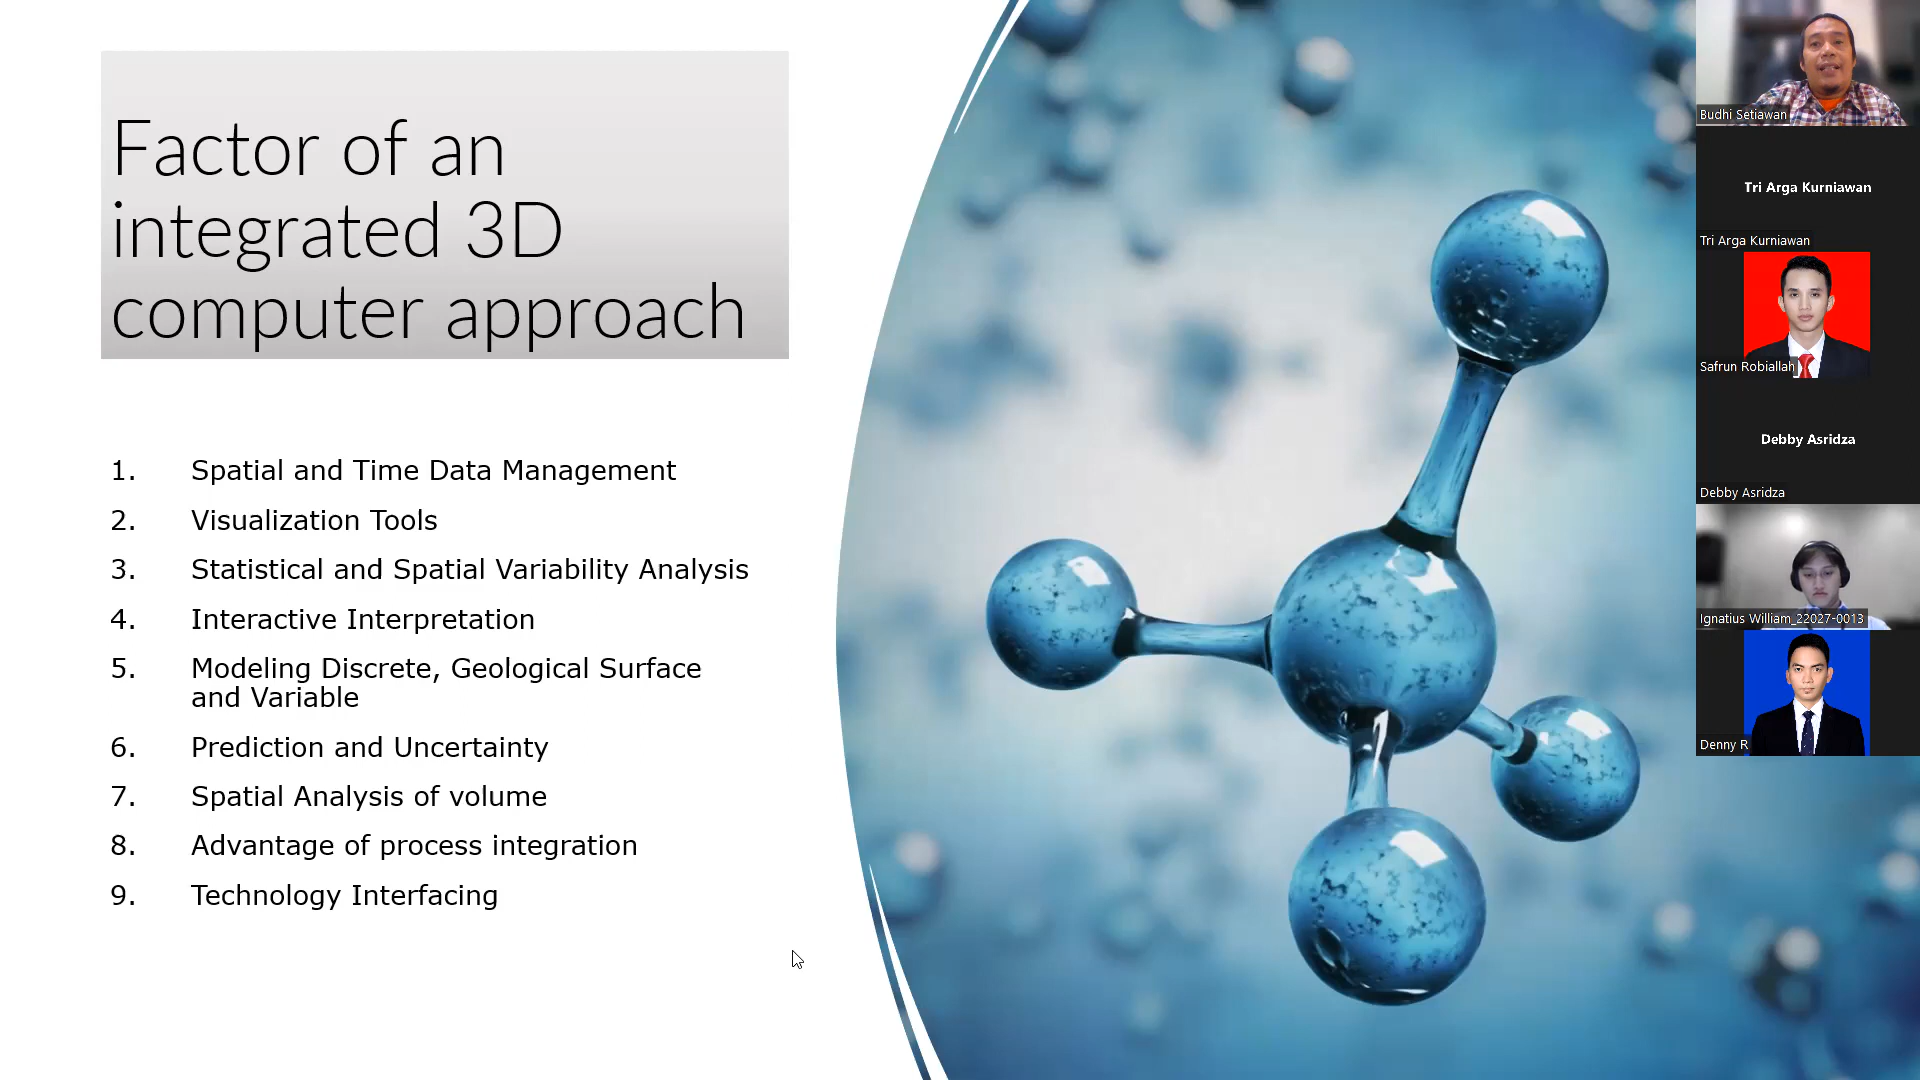 Factor of an
integrated 3D
computer approach
1. Spatial and Time Data Management
2. Visualization Tools
3. Statistical and Spatial Variability Analysis
4. Interactive Interpretation
5. Modeling Discrete, Geological Surface
and Variable
6. Prediction and Uncertainty
7. Spatial Analysis of volume
8. Advantage of process integration
9. Technology Interfacing
Budhi Setiawan
Tri Arga Kurniawan
Tri Arga Kurniawan
Safrun Robiallah
Debby Asridza
Debby Asridza
Ignatius William_22027-0013
Denny R